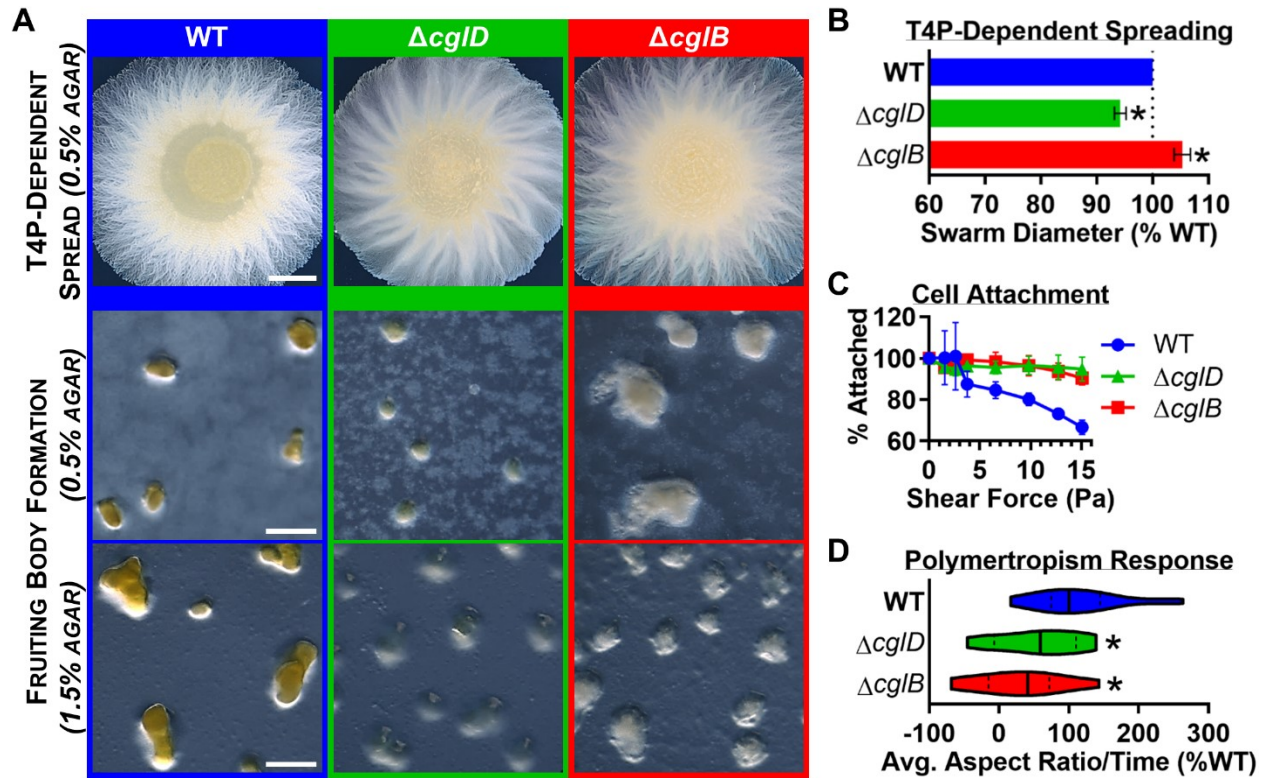 A
WT
ΔcglD
ΔcglB
T4P-DEPENDENT
SPREAD (0.5% AGAR)
FRUITING BODY FORMATION
(0.5% AGAR)
(1.5% AGAR)
B
T4P-Dependent Spreading
WT
ΔcglD
*
ΔcglB
*
60 70 80 90 100 110
Swarm Diameter (% WT)
C
Cell Attachment
120
100
80
60
% Attached
0 5 10 15
Shear Force (Pa)
WT
ΔcglD
ΔcglB
D
Polymertropism Response
WT
ΔcglD
*
ΔcglB
*
-100 0 100 200 300
Avg. Aspect Ratio/Time (%WT)